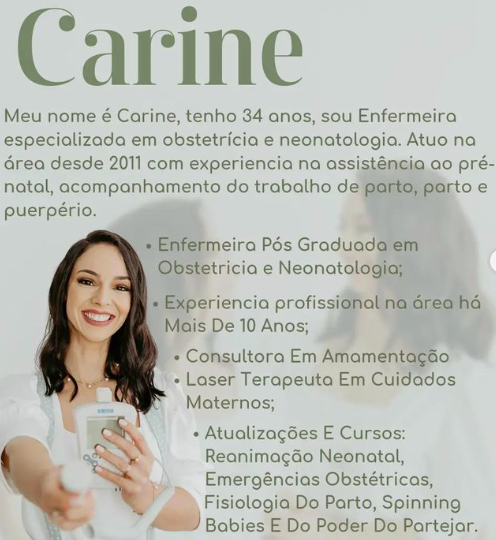 Carine
Meu nome é Carine, tenho 34 anos, sou Enfermeira
especializada em obstetrícia e neonatologia. Atuo na
área desde 2011 com experiencia na assistência ao pré-
natal, acompanhamento do trabalho de parto, parto e
puerpério.
• Enfermeira Pós Graduada em
Obstetricia e Neonatologia;
• Experiencia profissional na área há
Mais De 10 Anos;
• Consultora Em Amamentação
• Laser Terapeuta Em Cuidados
Maternos;
• Atualizações E Cursos:
Reanimação Neonatal,
Emergências Obstétricas,
Fisiologia Do Parto, Spinning
Babies E Do Poder Do Partejar.